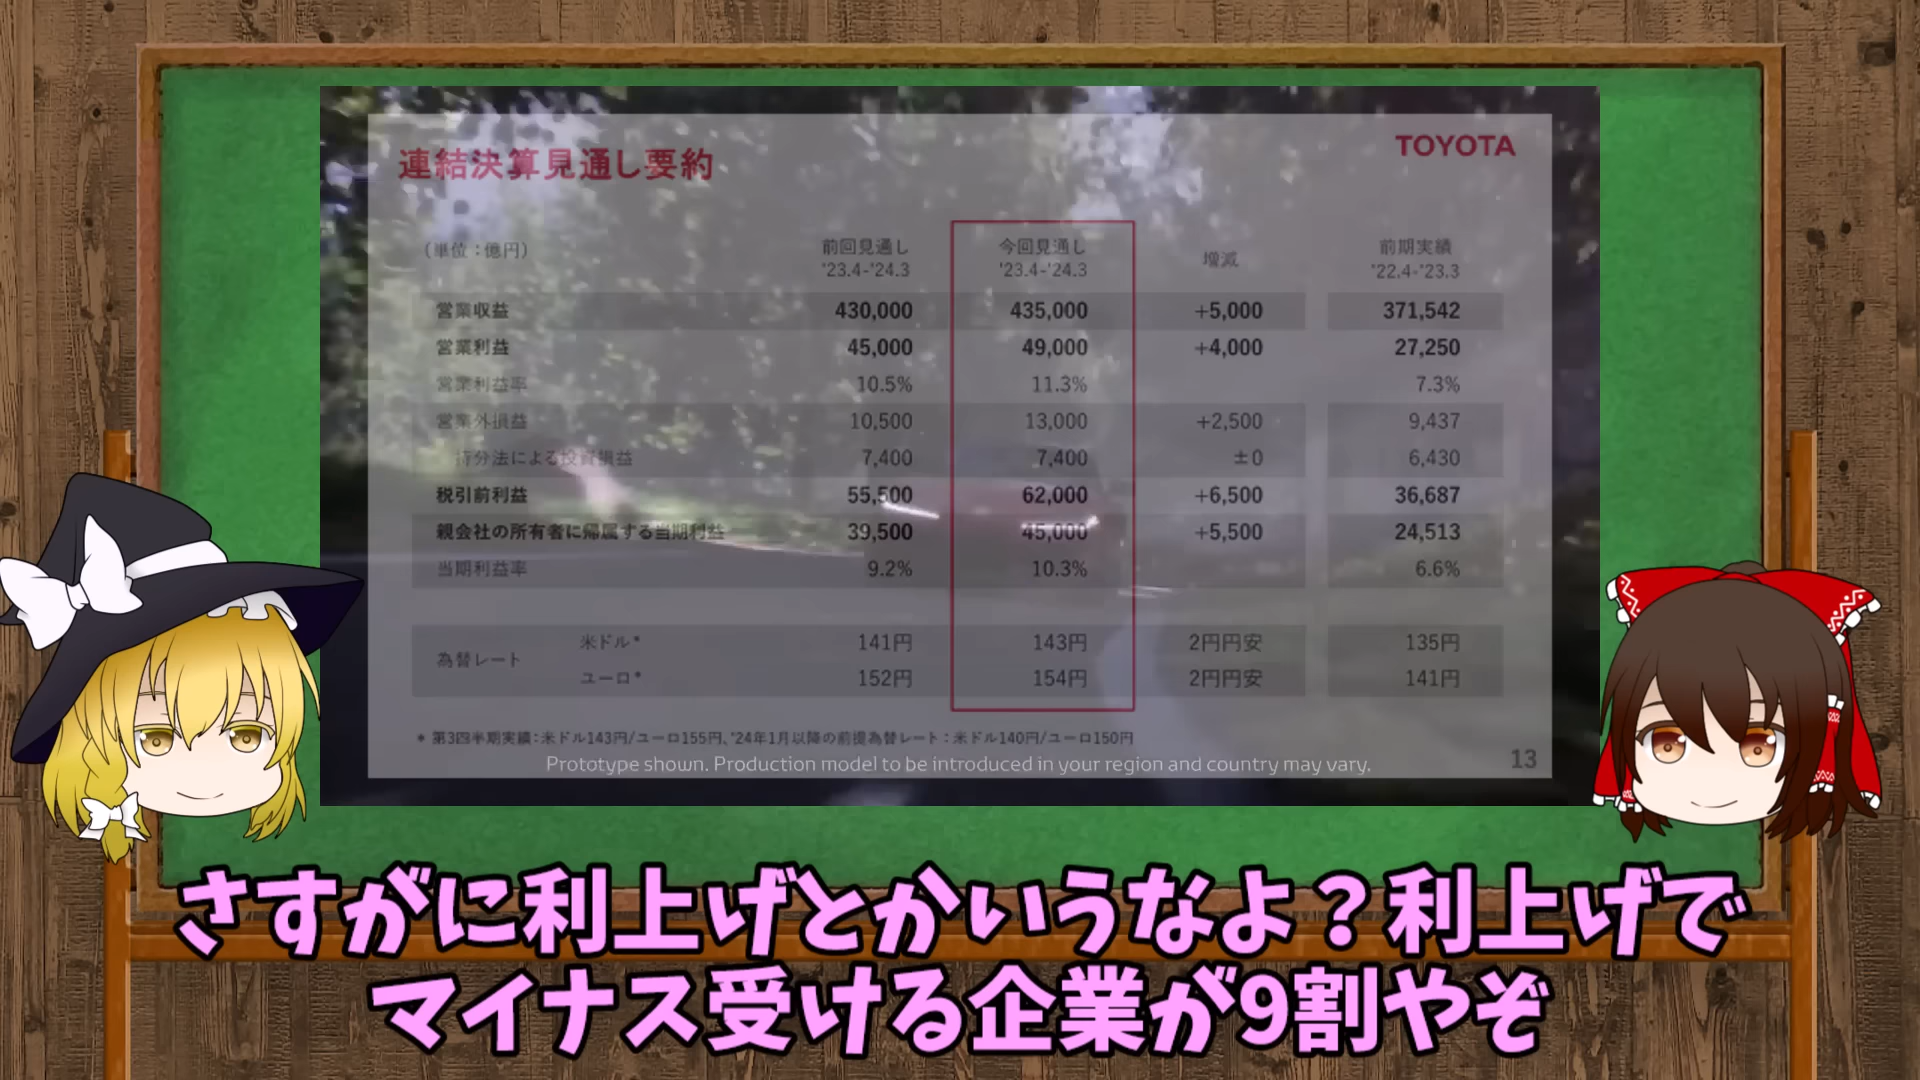 連結決算見通し要約
TOYOTA
（単位：億円） 前回見通し 今回見通し 増減 前期実績
'23.4-'24.3 '23.4-'24.3 '22.4-'23.3
営業収益 430,000 435,000 +5,000 371,542
営業利益 45,000 49,000 +4,000 27,250
営業利益率 10.5% 11.3% 7.3%
営業外損益 10,500 13,000 +2,500 9,437
持分法による投資損益 7,400 7,400 ±0 6,430
税引前利益 55,500 62,000 +6,500 36,687
親会社の所有者に帰属する当期利益 39,500 45,000 +5,500 24,513
当期利益率 9.2% 10.3% 6.6%
為替レート 米ドル* 141円 143円 2円円安 135円
ユーロ* 152円 154円 2円円安 141円
* 第3四半期実績：米ドル143円/ユーロ155円、'24年1月以降の前提為替レート：米ドル140円/ユーロ150円
Prototype shown. Production model to be introduced in your region and country may vary.
13
さすがに利上げとかいうなよ？利上げで
マイナス受ける企業が9割やぞ